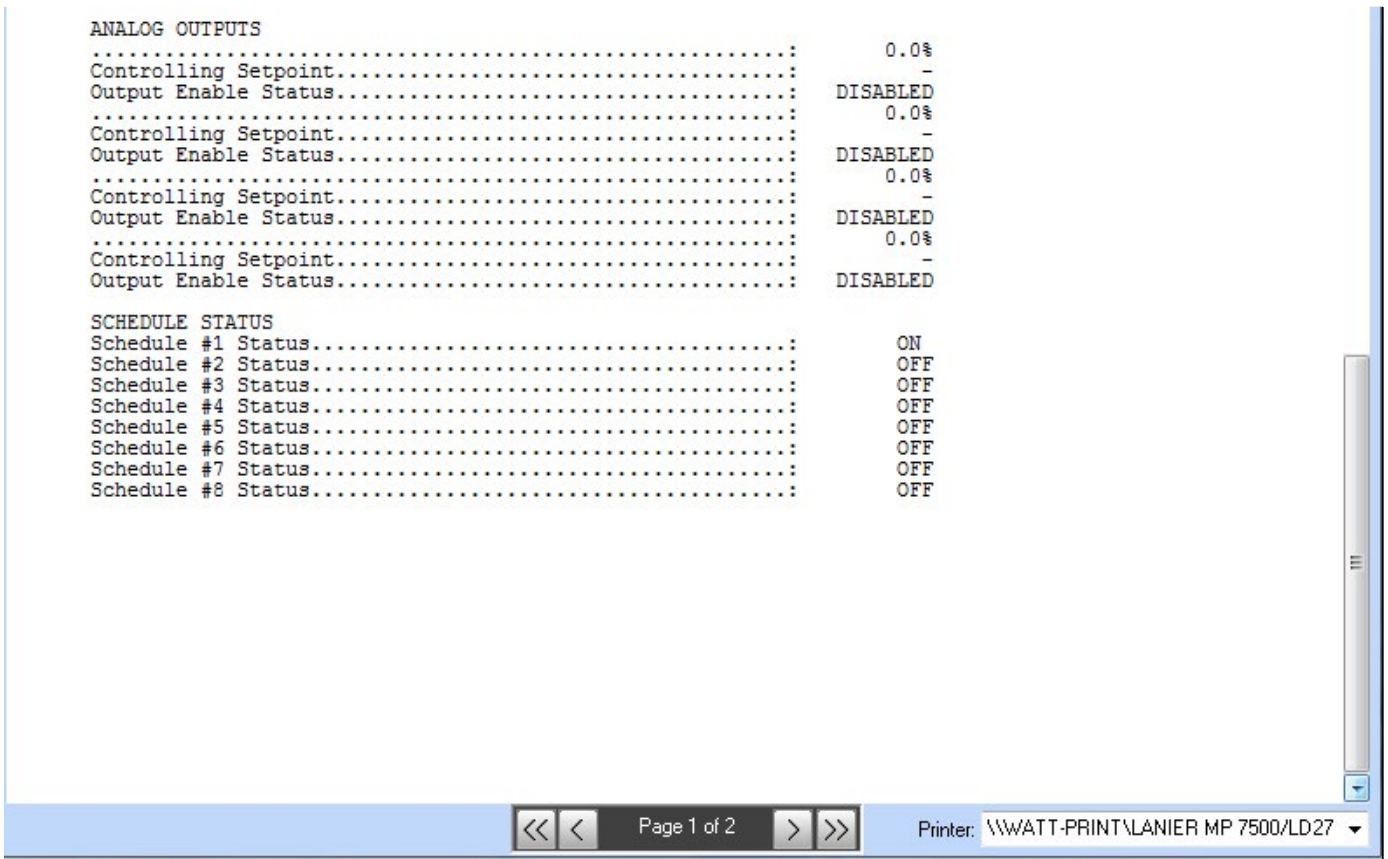 ANALOG OUTPUTS
.........................................................: 0.0%
Controlling Setpoint.....................................: -
Output Enable Status.....................................: DISABLED
.........................................................: 0.0%
Controlling Setpoint.....................................: -
Output Enable Status.....................................: DISABLED
.........................................................: 0.0%
Controlling Setpoint.....................................: -
Output Enable Status.....................................: DISABLED
.........................................................: 0.0%
Controlling Setpoint.....................................: -
Output Enable Status.....................................: DISABLED
SCHEDULE STATUS
Schedule #1 Status.......................................: ON
Schedule #2 Status.......................................: OFF
Schedule #3 Status.......................................: OFF
Schedule #4 Status.......................................: OFF
Schedule #5 Status.......................................: OFF
Schedule #6 Status.......................................: OFF
Schedule #7 Status.......................................: OFF
Schedule #8 Status.......................................: OFF
<< < Page 1 of 2 > >> Printer: \\WATT-PRINT\LANIER MP 7500/LD27